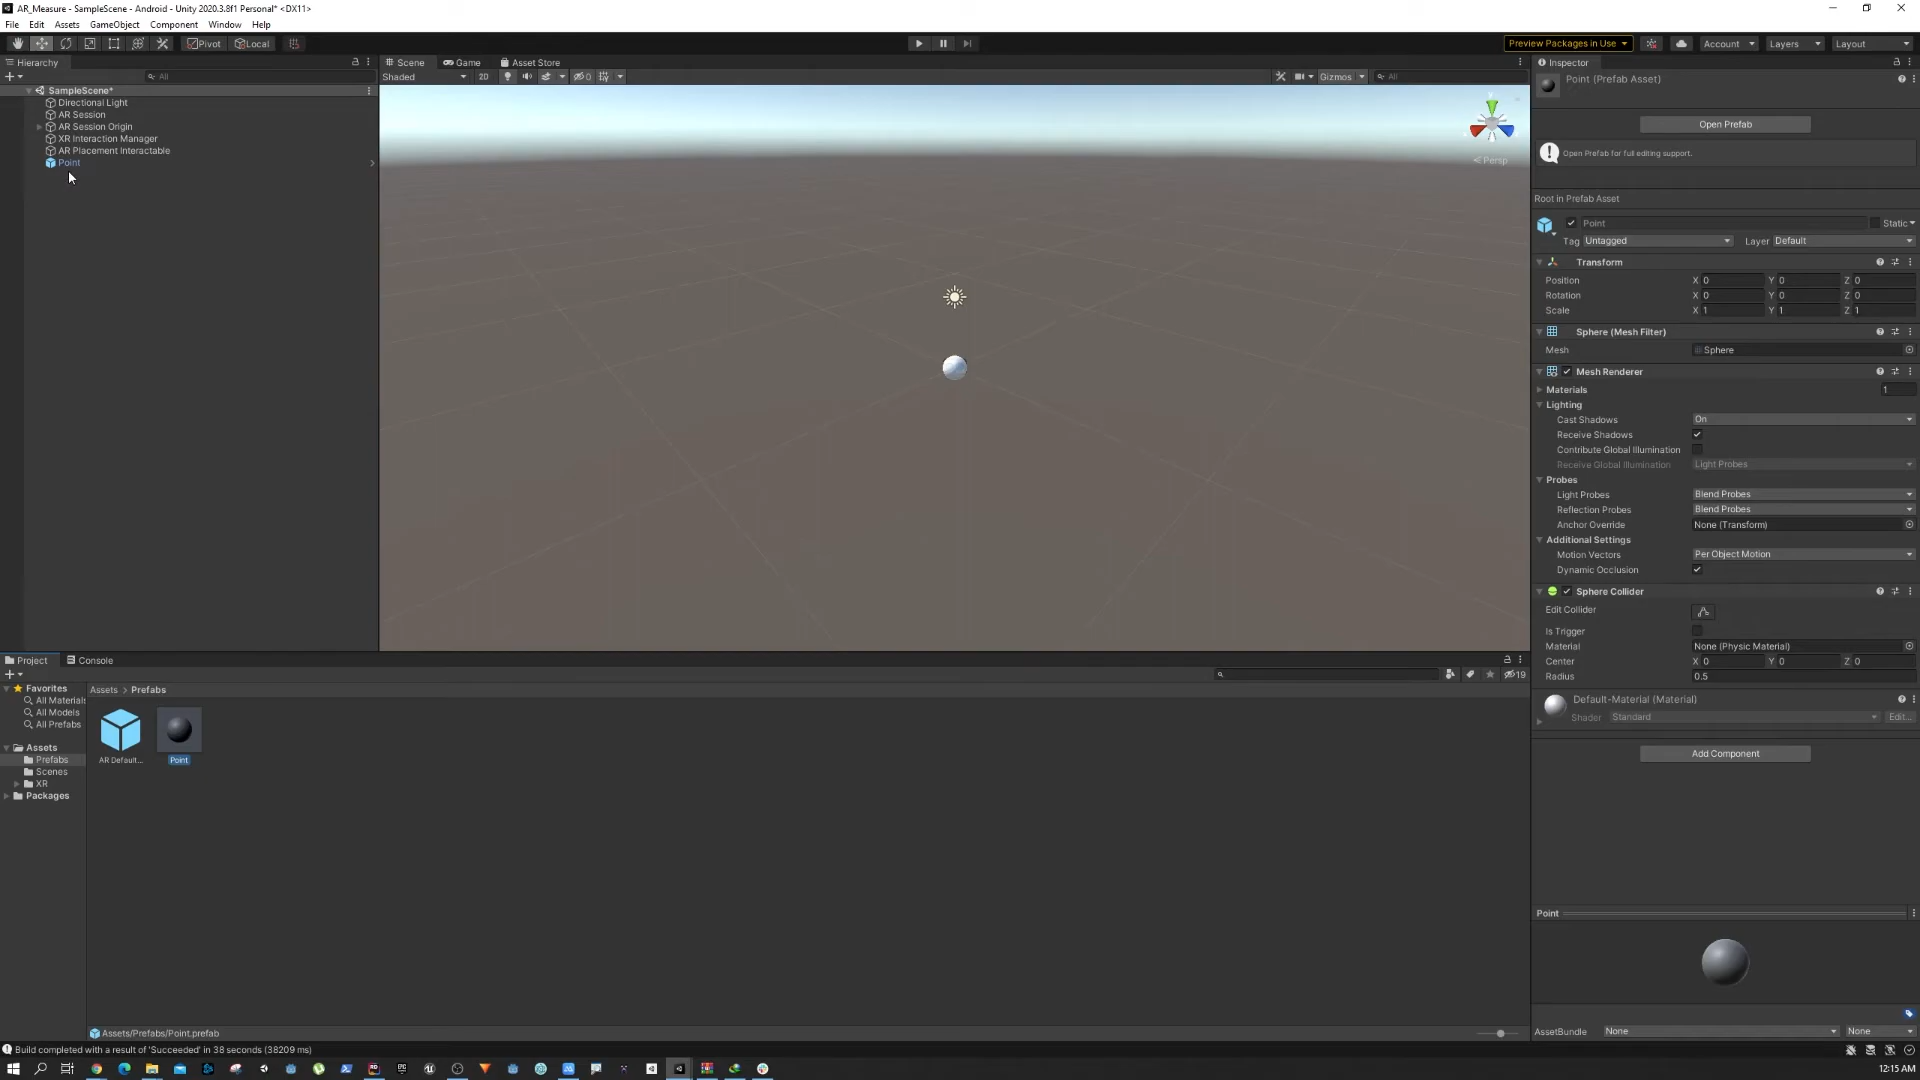 AR_Measure - SampleScene - Android - Unity 2020.3.8f1 Personal* <DX11>
File Edit Assets GameObject Component Window Help
Pivot Local
Preview Packages in Use
Account Layers Layout
Hierarchy
All
SampleScene*
Directional Light
AR Session
AR Session Origin
XR Interaction Manager
AR Placement Interactable
Point
Scene Game Asset Store
Shaded 2D 0 Gizmos All
Persp
Inspector
Point (Prefab Asset)
Open Prefab
Open Prefab for full editing support.
Root in Prefab Asset
Point Static
Tag Untagged Layer Default
Transform
Position X 0 Y 0 Z 0
Rotation X 0 Y 0 Z 0
Scale X 1 Y 1 Z 1
Sphere (Mesh Filter)
Mesh Sphere
Mesh Renderer
Materials 1
Lighting
Cast Shadows On
Receive Shadows
Contribute Global Illumination
Receive Global Illumination Light Probes
Probes
Light Probes Blend Probes
Reflection Probes Blend Probes
Anchor Override None (Transform)
Additional Settings
Motion Vectors Per Object Motion
Dynamic Occlusion
Sphere Collider
Edit Collider
Is Trigger
Material None (Physic Material)
Center X 0 Y 0 Z 0
Radius 0.5
Default-Material (Material)
Shader Standard Edit...
Add Component
Point
AssetBundle None None
Project Console
19
Favorites
All Materials
All Models
All Prefabs
Assets
Prefabs
Scenes
XR
Packages
Assets > Prefabs
AR Default...
Point
Assets/Prefabs/Point.prefab
Build completed with a result of 'Succeeded' in 38 seconds (38209 ms)
12:15 AM